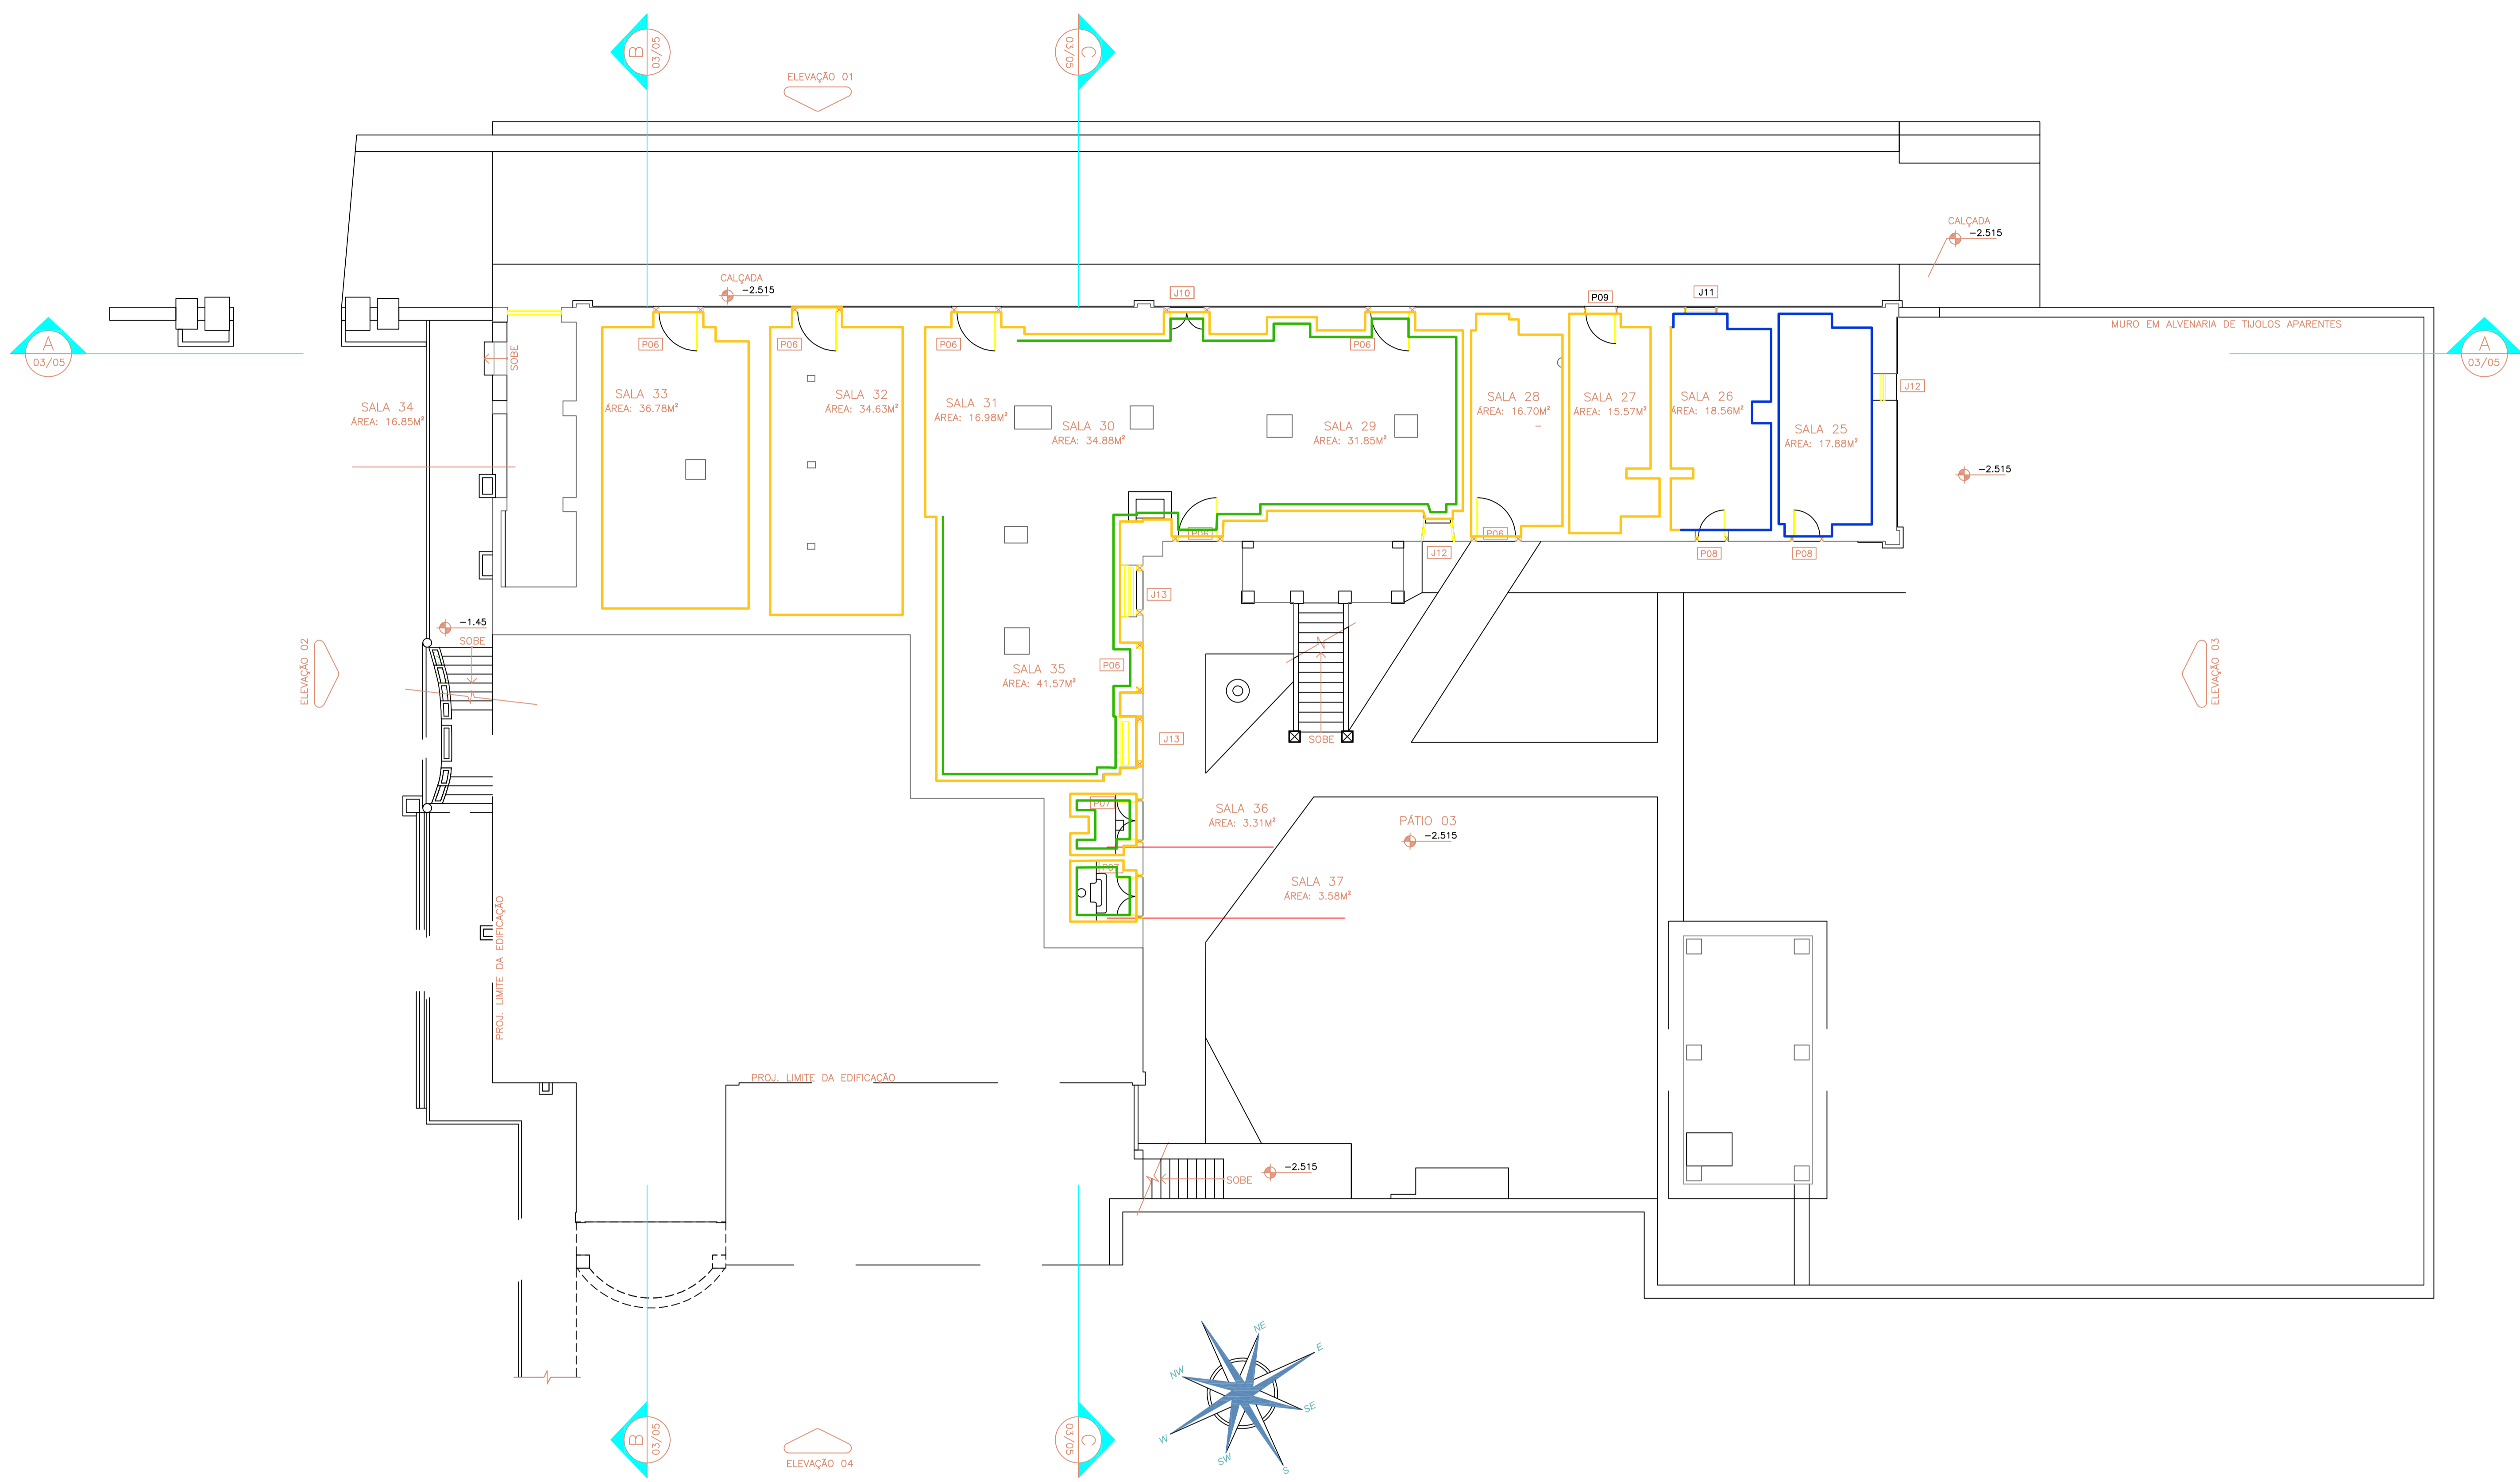 B
03/05
C
03/05
ELEVAÇÃO 01
CALÇADA
-2.515
CALÇADA
-2.515
J10
P09
J11
MURO EM ALVENARIA DE TIJOLOS APARENTES
A
03/05
A
03/05
SOBE
P06
P06
P06
P06
J12
SALA 34
ÁREA: 16.85M²
SALA 33
ÁREA: 36.78M²
SALA 32
ÁREA: 34.63M²
SALA 31
ÁREA: 16.98M²
SALA 30
ÁREA: 34.88M²
SALA 29
ÁREA: 31.85M²
SALA 28
ÁREA: 16.70M²
SALA 27
ÁREA: 15.57M²
SALA 26
ÁREA: 18.56M²
SALA 25
ÁREA: 17.88M²
-2.515
P06
J12
P06
P08
P08
J13
-1.45
SOBE
ELEVAÇÃO 02
SALA 35
ÁREA: 41.57M²
P06
J13
SOBE
ELEVAÇÃO 03
P07
SALA 36
ÁREA: 3.31M²
PÁTIO 03
-2.515
P07
SALA 37
ÁREA: 3.58M²
PROJ. LIMITE DA EDIFICAÇÃO
PROJ. LIMITE DA EDIFICAÇÃO
-2.515
SOBE
NE
E
NW
SE
W
SW
S
B
03/05
C
03/05
ELEVAÇÃO 04